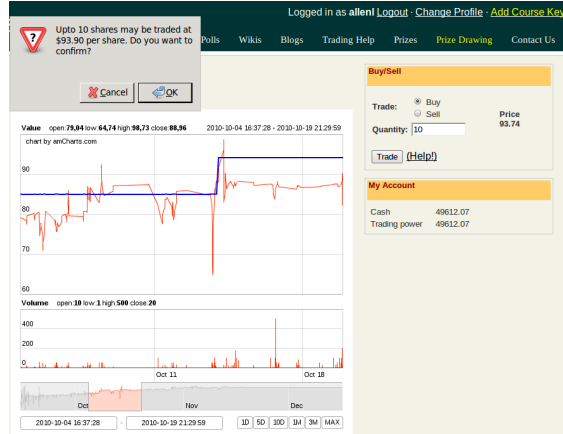 Logged in as allenl Logout · Change Profile · Add Course Key
Upto 10 shares may be traded at
$93.90 per share. Do you want to
confirm?
Cancel OK
Polls Wikis Blogs Trading Help Prizes Prize Drawing Contact Us
Buy/Sell
Trade: Buy
Sell
Quantity: 10
Price
93.74
Trade (Help!)
My Account
Cash 49612.07
Trading power 49612.07
Value open:79,04 low:64,74 high:98,73 close:88,96 2010-10-04 16:37:28 - 2010-10-19 21:29:59
chart by amCharts.com
90
80
70
60
Volume open:10 low:1 high:500 close:20
400
200
0
Oct 11 Oct 18
Oct Nov Dec
2010-10-04 16:37:28 - 2010-10-19 21:29:59 1D 5D 10D 1M 3M MAX